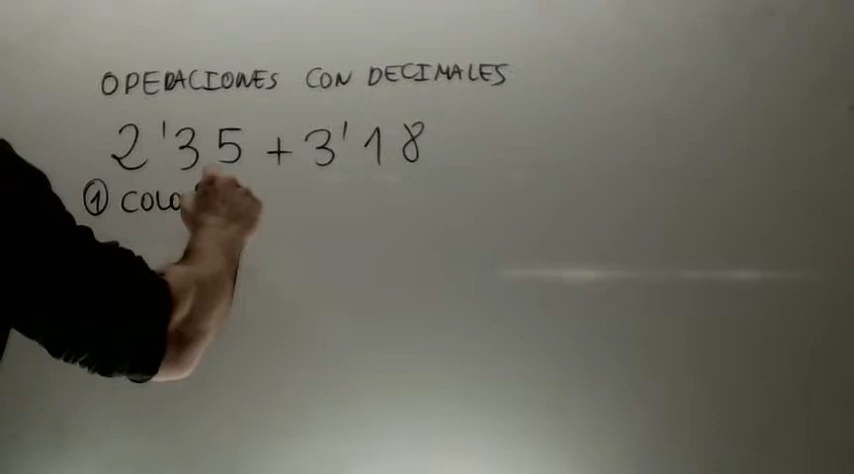 OPERACIONES CON DECIMALES
2'35 + 3'18
① COLO